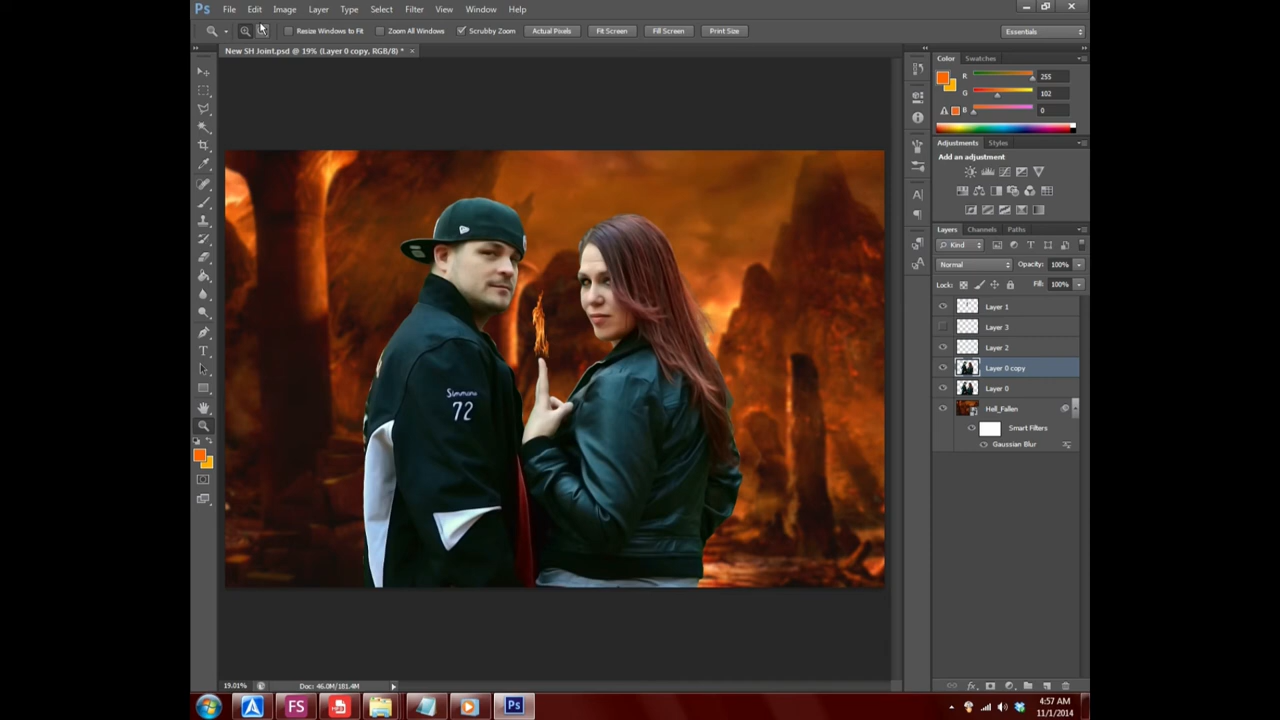 Ps File Edit Image Layer Type Select Filter View Window Help
Resize Windows to Fit Zoom All Windows Scrubby Zoom Actual Pixels Fit Screen Fill Screen Print Size Essentials
New SH Joint.psd @ 19% (Layer 0 copy, RGB/8) * ×
Color Swatches
R 255
G 102
B 0
Adjustments Styles
Add an adjustment
Layers Channels Paths
Kind
Normal Opacity: 100%
Lock: Fill: 100%
Layer 1
Layer 3
Layer 2
Layer 0 copy
Layer 0
Hell_Fallen
Smart Filters
Gaussian Blur
Simmons
72
19.01% Doc: 46.0M/181.4M
FS Ps
4:57 AM
11/1/2014